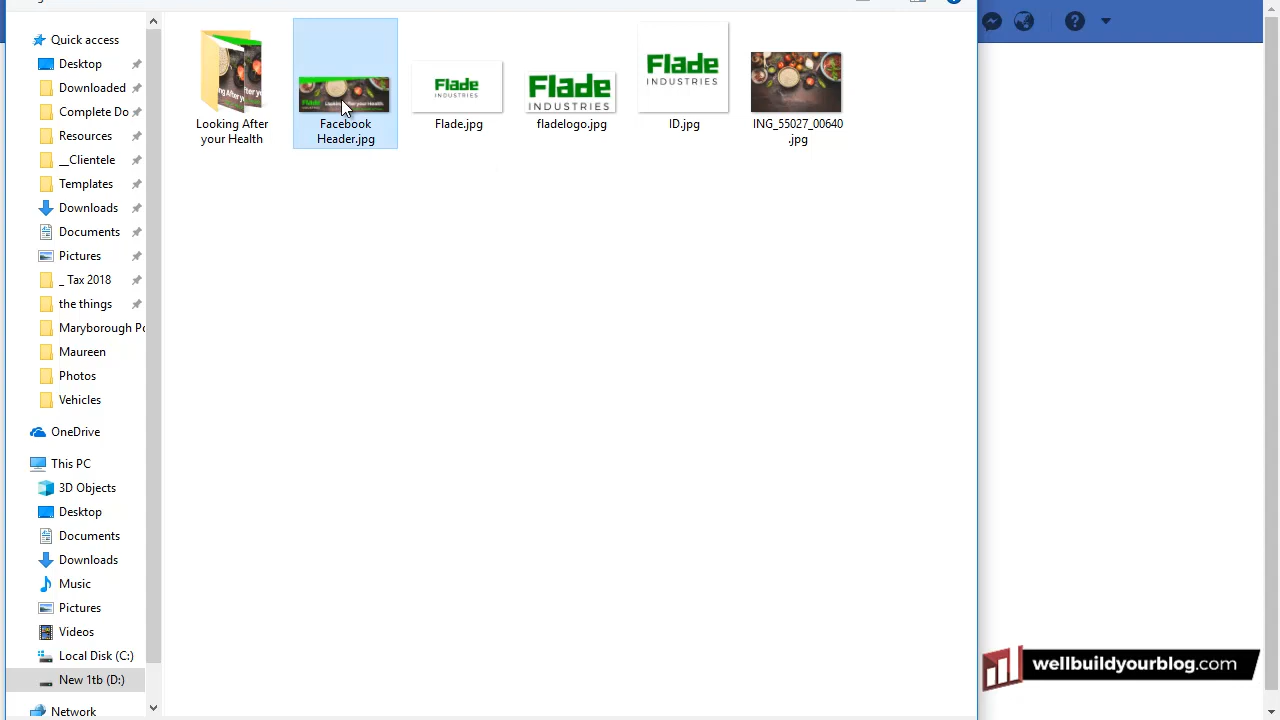 Quick access
Desktop
Downloaded
Complete Do
Resources
__Clientele
Templates
Downloads
Documents
Pictures
_ Tax 2018
the things
Maryborough Po
Maureen
Photos
Vehicles
OneDrive
This PC
3D Objects
Desktop
Documents
Downloads
Music
Pictures
Videos
Local Disk (C:)
New 1tb (D:)
Network
Looking After
your Health
Facebook
Header.jpg
Flade
INDUSTRIES
Flade.jpg
Flade
INDUSTRIES
fladelogo.jpg
Flade
INDUSTRIES
ID.jpg
ING_55027_00640
.jpg
wellbuildyourblog.com